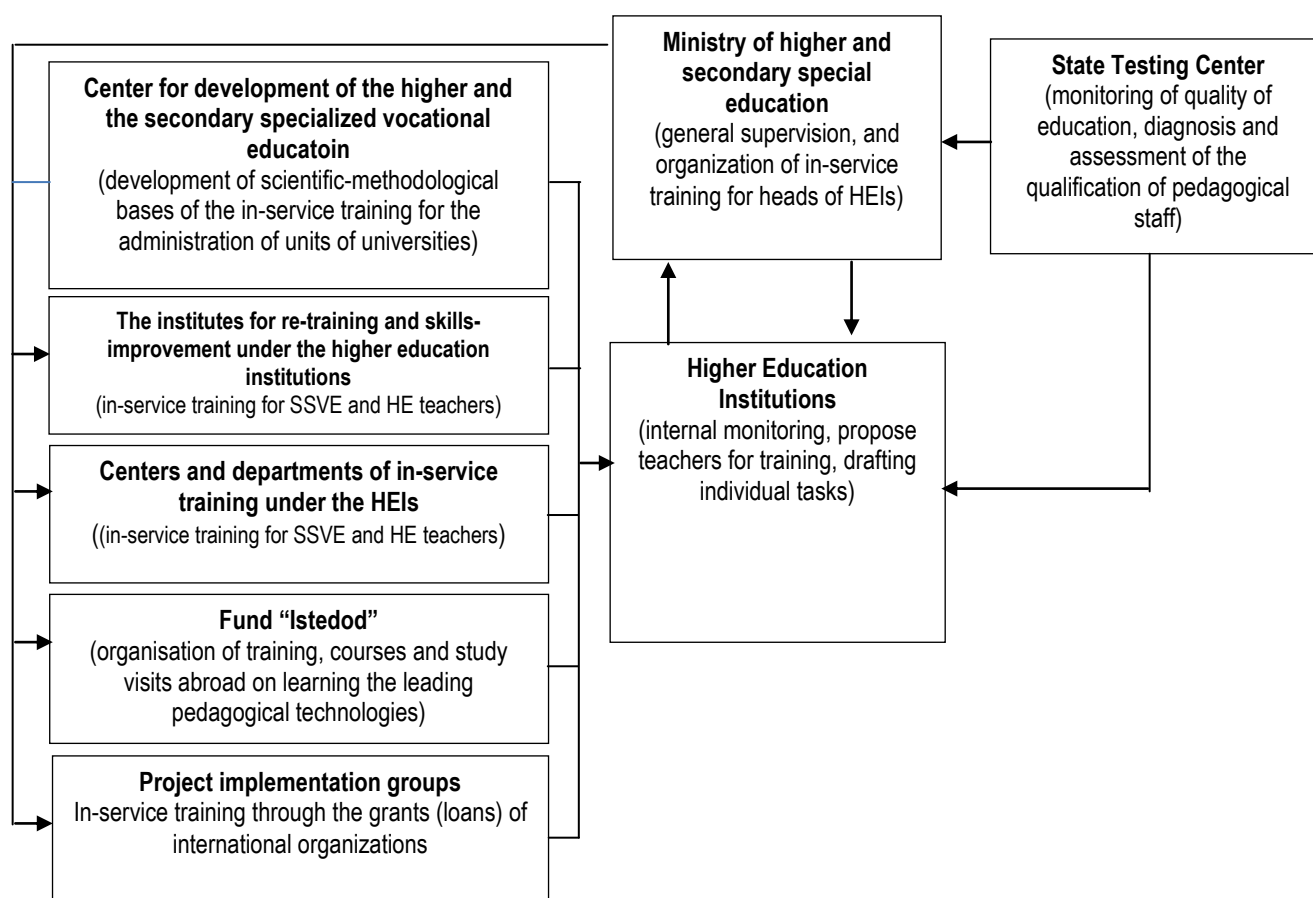 Ministry of higher and
secondary special
education
(general supervision, and
organization of in-service
training for heads of HEIs)
State Testing Center
(monitoring of quality of
education, diagnosis and
assessment of the
qualification of pedagogical
staff)
Center for development of the higher and
the secondary specialized vocational
educatoin
(development of scientific-methodological
bases of the in-service training for the
administration of units of universities)
The institutes for re-training and skills-
improvement under the higher education
institutions
(in-service training for SSVE and HE teachers)
Higher Education
Institutions
(internal monitoring, propose
teachers for training, drafting
individual tasks)
Centers and departments of in-service
training under the HEIs
((in-service training for SSVE and HE teachers)
Fund “Istedod”
(organisation of training, courses and study
visits abroad on learning the leading
pedagogical technologies)
Project implementation groups
In-service training through the grants (loans) of
international organizations